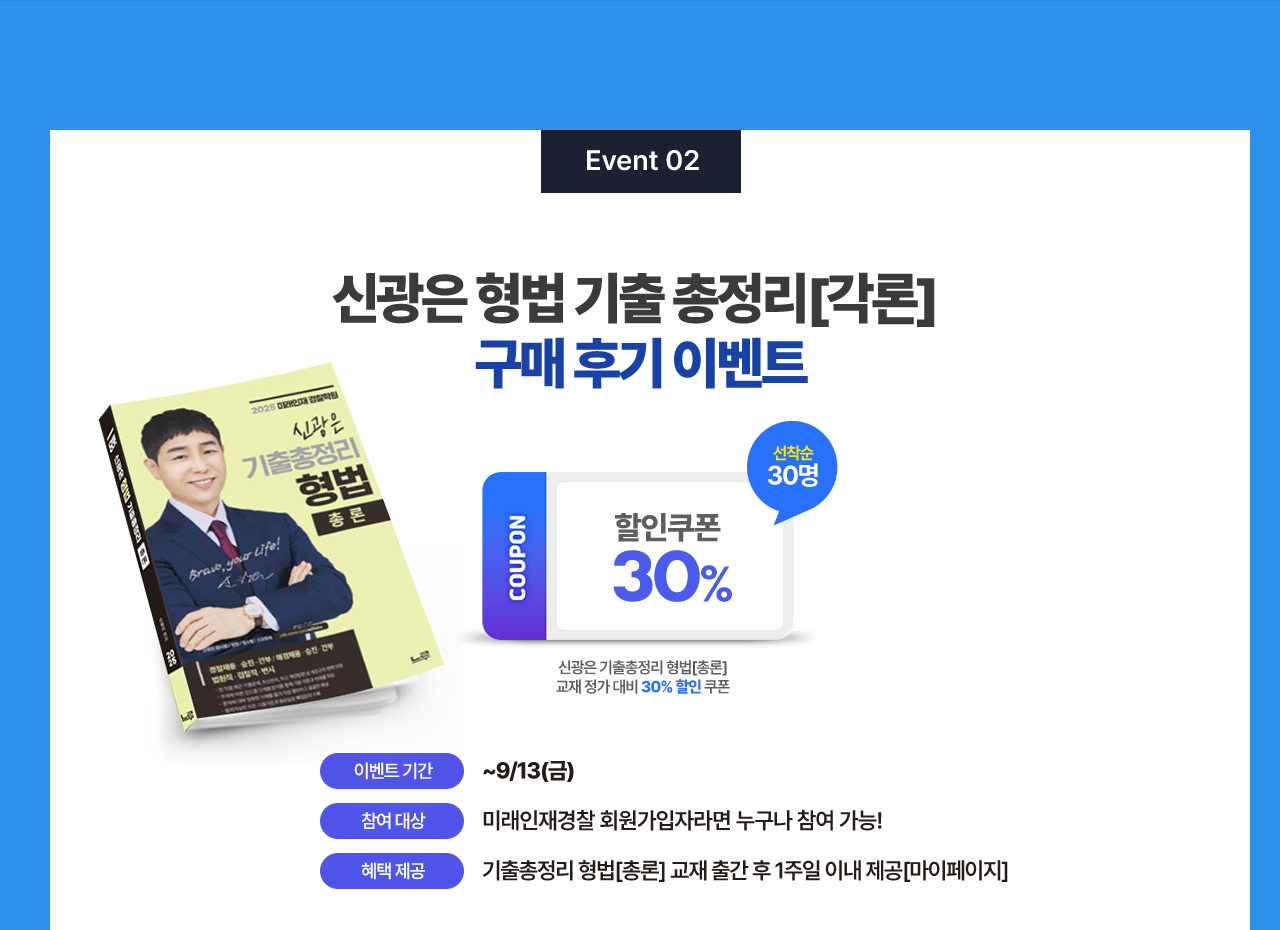 Event 02
신광은 형법 기출 총정리[각론]
구매 후기 이벤트
2025 미래인재 경찰학원
신광은
기출총정리
형법
총론
Bravo, your Life!
경찰채용 · 승진 · 간부 / 해경채용 · 승진 · 간부
법원직 · 검찰직 · 변시
2025
COUPON
선착순
30명
할인쿠폰
30%
신광은 기출총정리 형법[총론]
교재 정가 대비 30% 할인 쿠폰
이벤트 기간 ~9/13(금)
참여 대상 미래인재경찰 회원가입자라면 누구나 참여 가능!
혜택 제공 기출총정리 형법[총론] 교재 출간 후 1주일 이내 제공[마이페이지]